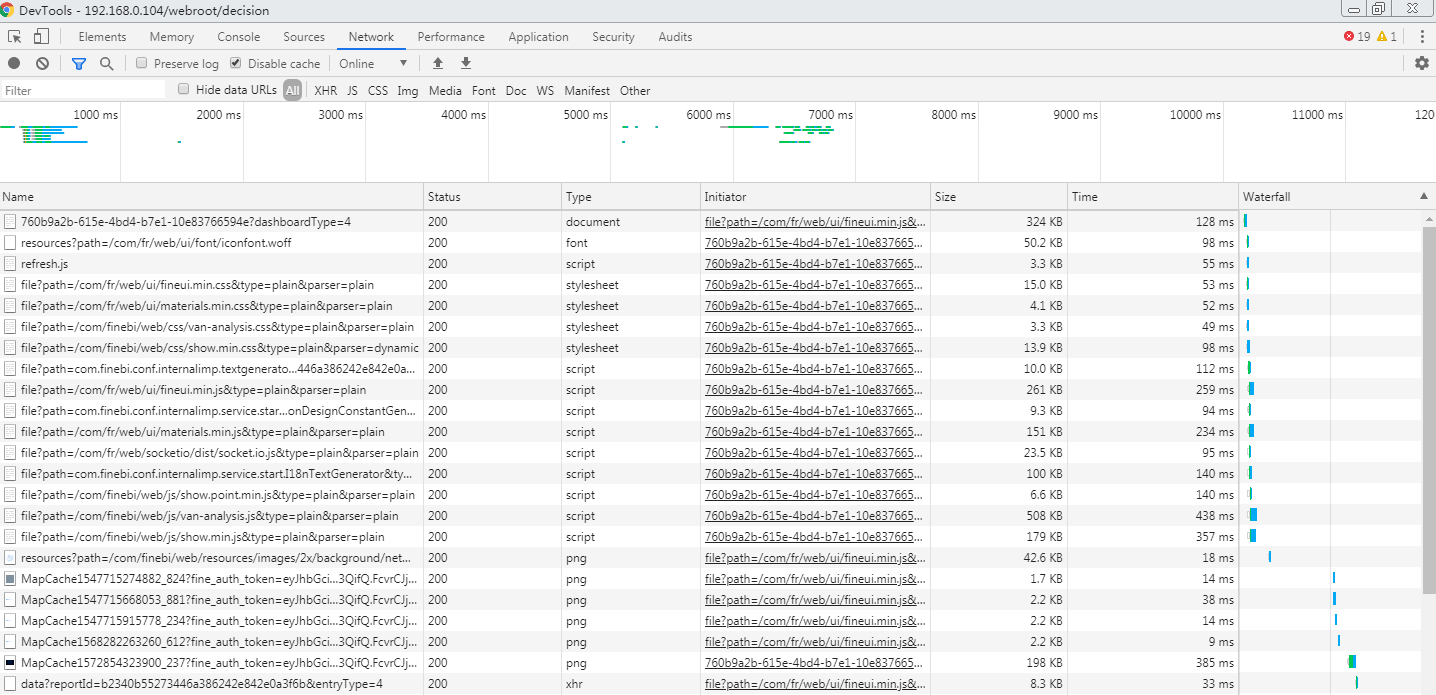 DevTools - 192.168.0.104/webroot/decision
Elements Memory Console Sources Network Performance Application Security Audits 19 1
Preserve log Disable cache Online
Filter Hide data URLs All XHR JS CSS Img Media Font Doc WS Manifest Other
1000 ms 2000 ms 3000 ms 4000 ms 5000 ms 6000 ms 7000 ms 8000 ms 9000 ms 10000 ms 11000 ms 120
Name Status Type Initiator Size Time Waterfall
760b9a2b-615e-4bd4-b7e1-10e83766594e?dashboardType=4 200 document file?path=/com/fr/web/ui/fineui.min.js&... 324 KB 128 ms
resources?path=/com/fr/web/ui/font/iconfont.woff 200 font 760b9a2b-615e-4bd4-b7e1-10e837665... 50.2 KB 98 ms
refresh.js 200 script 760b9a2b-615e-4bd4-b7e1-10e837665... 3.3 KB 55 ms
file?path=/com/fr/web/ui/fineui.min.css&type=plain&parser=plain 200 stylesheet 760b9a2b-615e-4bd4-b7e1-10e837665... 15.0 KB 53 ms
file?path=/com/fr/web/ui/materials.min.css&type=plain&parser=plain 200 stylesheet 760b9a2b-615e-4bd4-b7e1-10e837665... 4.1 KB 52 ms
file?path=/com/finebi/web/css/van-analysis.css&type=plain&parser=plain 200 stylesheet 760b9a2b-615e-4bd4-b7e1-10e837665... 3.3 KB 49 ms
file?path=/com/finebi/web/css/show.min.css&type=plain&parser=dynamic 200 stylesheet 760b9a2b-615e-4bd4-b7e1-10e837665... 13.9 KB 98 ms
file?path=com.finebi.conf.internalimp.textgenerato...446a386242e842e0a... 200 script 760b9a2b-615e-4bd4-b7e1-10e837665... 10.0 KB 112 ms
file?path=/com/fr/web/ui/fineui.min.js&type=plain&parser=plain 200 script 760b9a2b-615e-4bd4-b7e1-10e837665... 261 KB 259 ms
file?path=com.finebi.conf.internalimp.service.star...onDesignConstantGen... 200 script 760b9a2b-615e-4bd4-b7e1-10e837665... 9.3 KB 94 ms
file?path=/com/fr/web/ui/materials.min.js&type=plain&parser=plain 200 script 760b9a2b-615e-4bd4-b7e1-10e837665... 151 KB 234 ms
file?path=/com/fr/web/socketio/dist/socket.io.js&type=plain&parser=plain 200 script 760b9a2b-615e-4bd4-b7e1-10e837665... 23.5 KB 95 ms
file?path=com.finebi.conf.internalimp.service.start.I18nTextGenerator&ty... 200 script 760b9a2b-615e-4bd4-b7e1-10e837665... 100 KB 140 ms
file?path=/com/finebi/web/js/show.point.min.js&type=plain&parser=plain 200 script 760b9a2b-615e-4bd4-b7e1-10e837665... 6.6 KB 140 ms
file?path=/com/finebi/web/js/van-analysis.js&type=plain&parser=plain 200 script 760b9a2b-615e-4bd4-b7e1-10e837665... 508 KB 438 ms
file?path=/com/finebi/web/js/show.min.js&type=plain&parser=plain 200 script 760b9a2b-615e-4bd4-b7e1-10e837665... 179 KB 357 ms
resources?path=/com/finebi/web/resources/images/2x/background/net... 200 png file?path=/com/fr/web/ui/fineui.min.js&... 42.6 KB 18 ms
MapCache1547715274882_824?fine_auth_token=eyJhbGci...3QifQ.FcvrCJj... 200 png file?path=/com/fr/web/ui/fineui.min.js&... 1.7 KB 14 ms
MapCache1547715668053_881?fine_auth_token=eyJhbGci...3QifQ.FcvrCJj... 200 png file?path=/com/fr/web/ui/fineui.min.js&... 2.2 KB 38 ms
MapCache1547715915778_234?fine_auth_token=eyJhbGci...3QifQ.FcvrCJj... 200 png file?path=/com/fr/web/ui/fineui.min.js&... 2.2 KB 14 ms
MapCache1568282263260_612?fine_auth_token=eyJhbGci...3QifQ.FcvrCJj... 200 png file?path=/com/fr/web/ui/fineui.min.js&... 2.2 KB 9 ms
MapCache1572854323900_237?fine_auth_token=eyJhbGci...3QifQ.FcvrCJj... 200 png 760b9a2b-615e-4bd4-b7e1-10e837665... 198 KB 385 ms
data?reportId=b2340b55273446a386242e842e0a3f6b&entryType=4 200 xhr file?path=/com/fr/web/ui/fineui.min.js&... 8.3 KB 33 ms